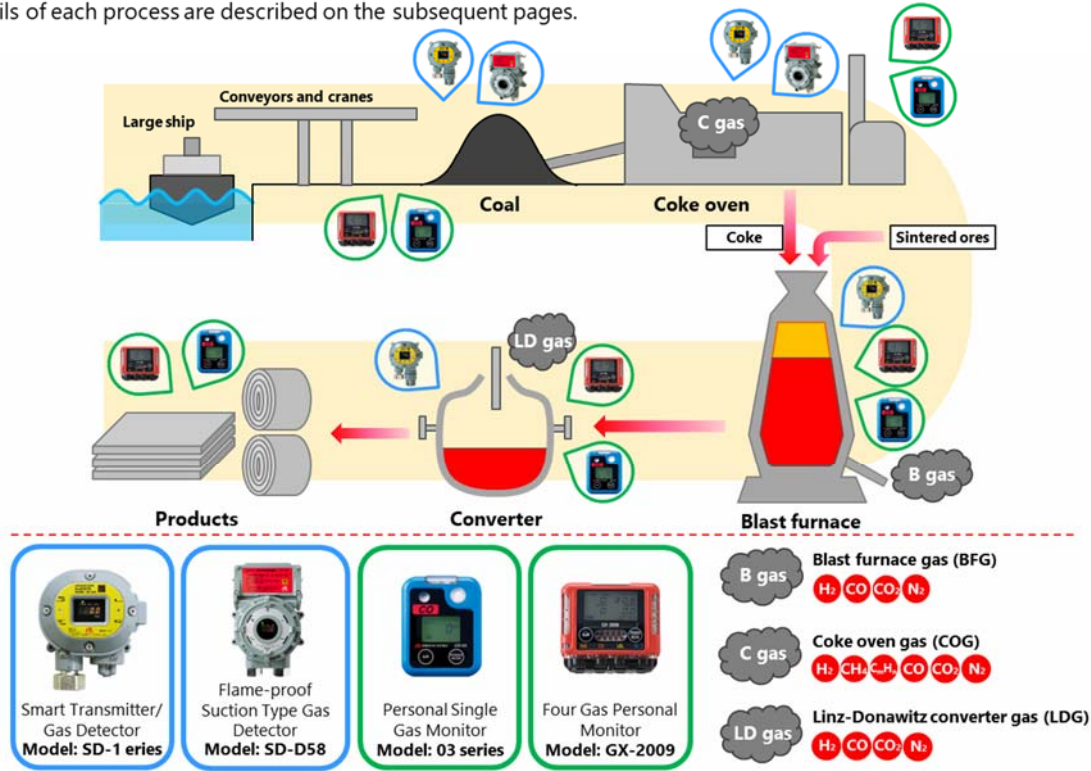 ils of each process are described on the subsequent pages.
Conveyors and cranes
Large ship
C gas
Coal
Coke oven
Coke
Sintered ores
LD gas
B gas
Products
Converter
Blast furnace
Smart Transmitter/
Gas Detector
Model: SD-1 eries
Flame-proof
Suction Type Gas
Detector
Model: SD-D58
CO
Personal Single
Gas Monitor
Model: 03 series
Four Gas Personal
Monitor
Model: GX-2009
B gas
Blast furnace gas (BFG)
H₂ CO CO₂ N₂
C gas
Coke oven gas (COG)
H₂ CH₄ CₘHₙ CO CO₂ N₂
LD gas
Linz-Donawitz converter gas (LDG)
H₂ CO CO₂ N₂